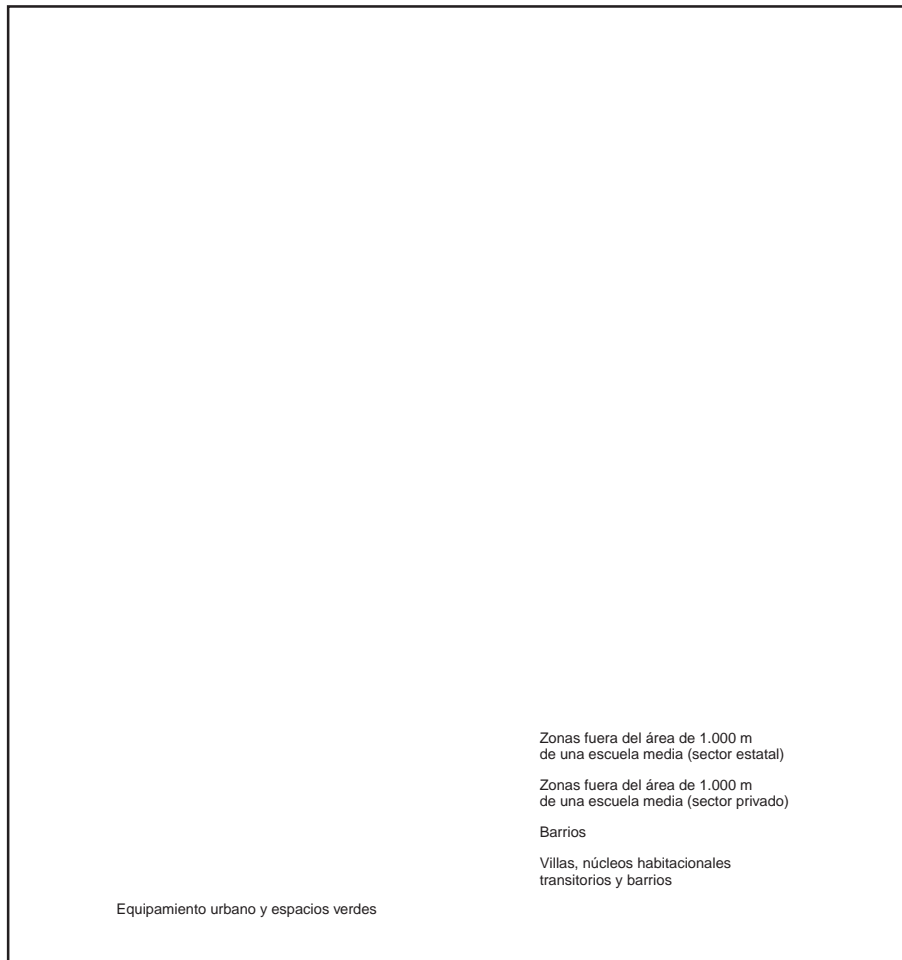 Zonas fuera del área de 1.000 m
de una escuela media (sector estatal)
Zonas fuera del área de 1.000 m
de una escuela media (sector privado)
Barrios
Villas, núcleos habitacionales
transitorios y barrios
Equipamiento urbano y espacios verdes